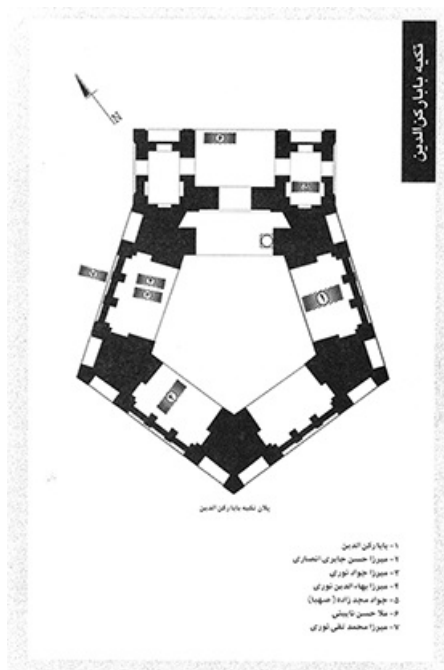 تکیه بابا رکن الدین
N
پلان تکیه بابا رکن الدین
۱- بابا رکن الدین
۲- میرزا حسن جابری انصاری
۳- میرزا جواد نوری
۴- میرزا بهاء الدین نوری
۵- جواد مجد زاده (صهبا)
۶- ملا حسن نایینی
۷- میرزا محمد تقی نوری